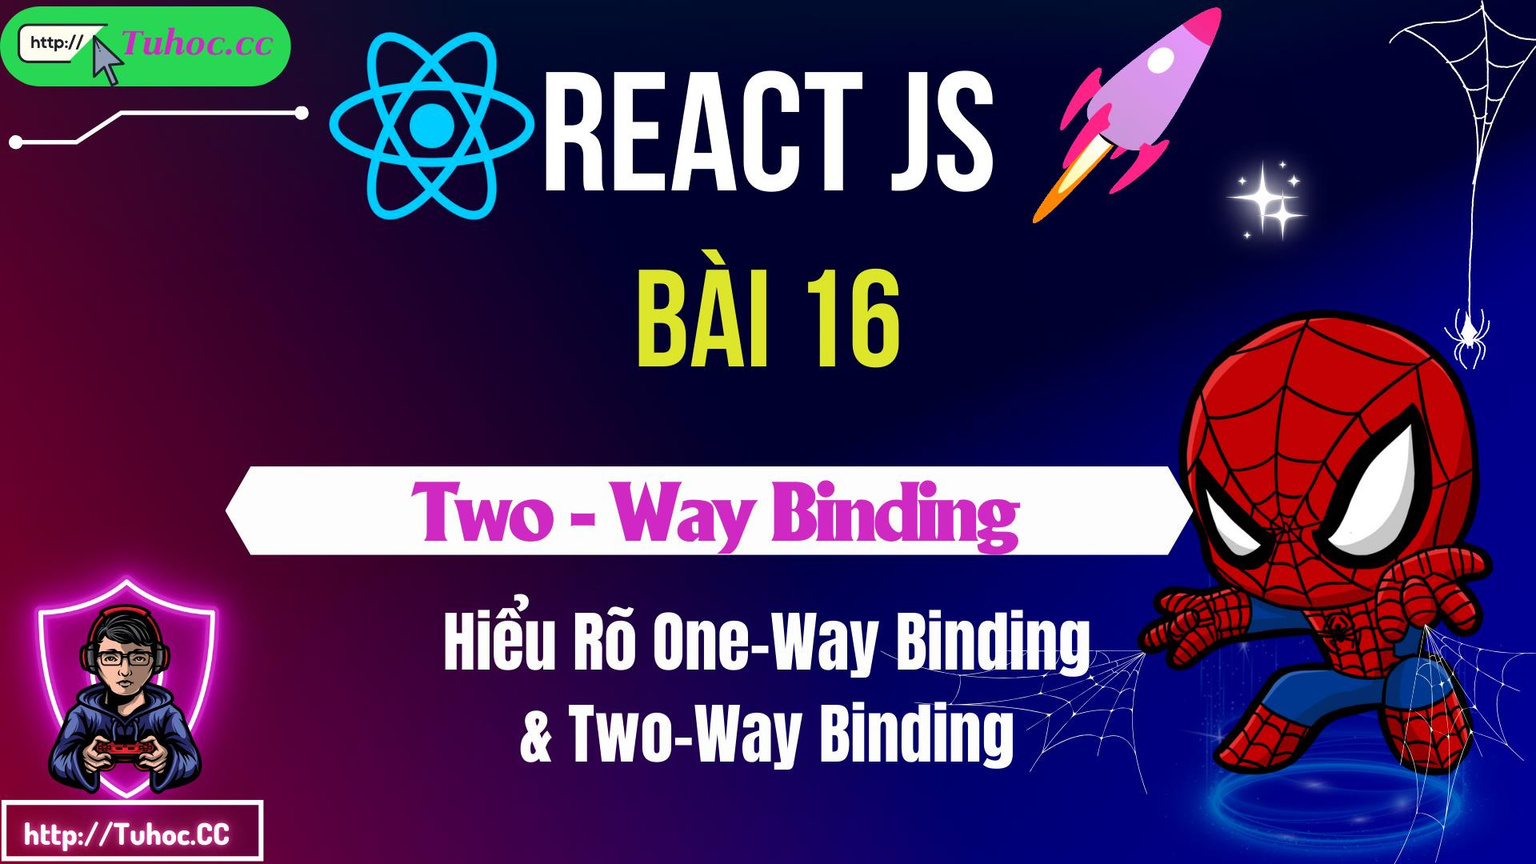 http://
Tuhoc.cc
REACT JS
BÀI 16
Two - Way Binding
Hiểu Rõ One-Way Binding
& Two-Way Binding
http://Tuhoc.CC